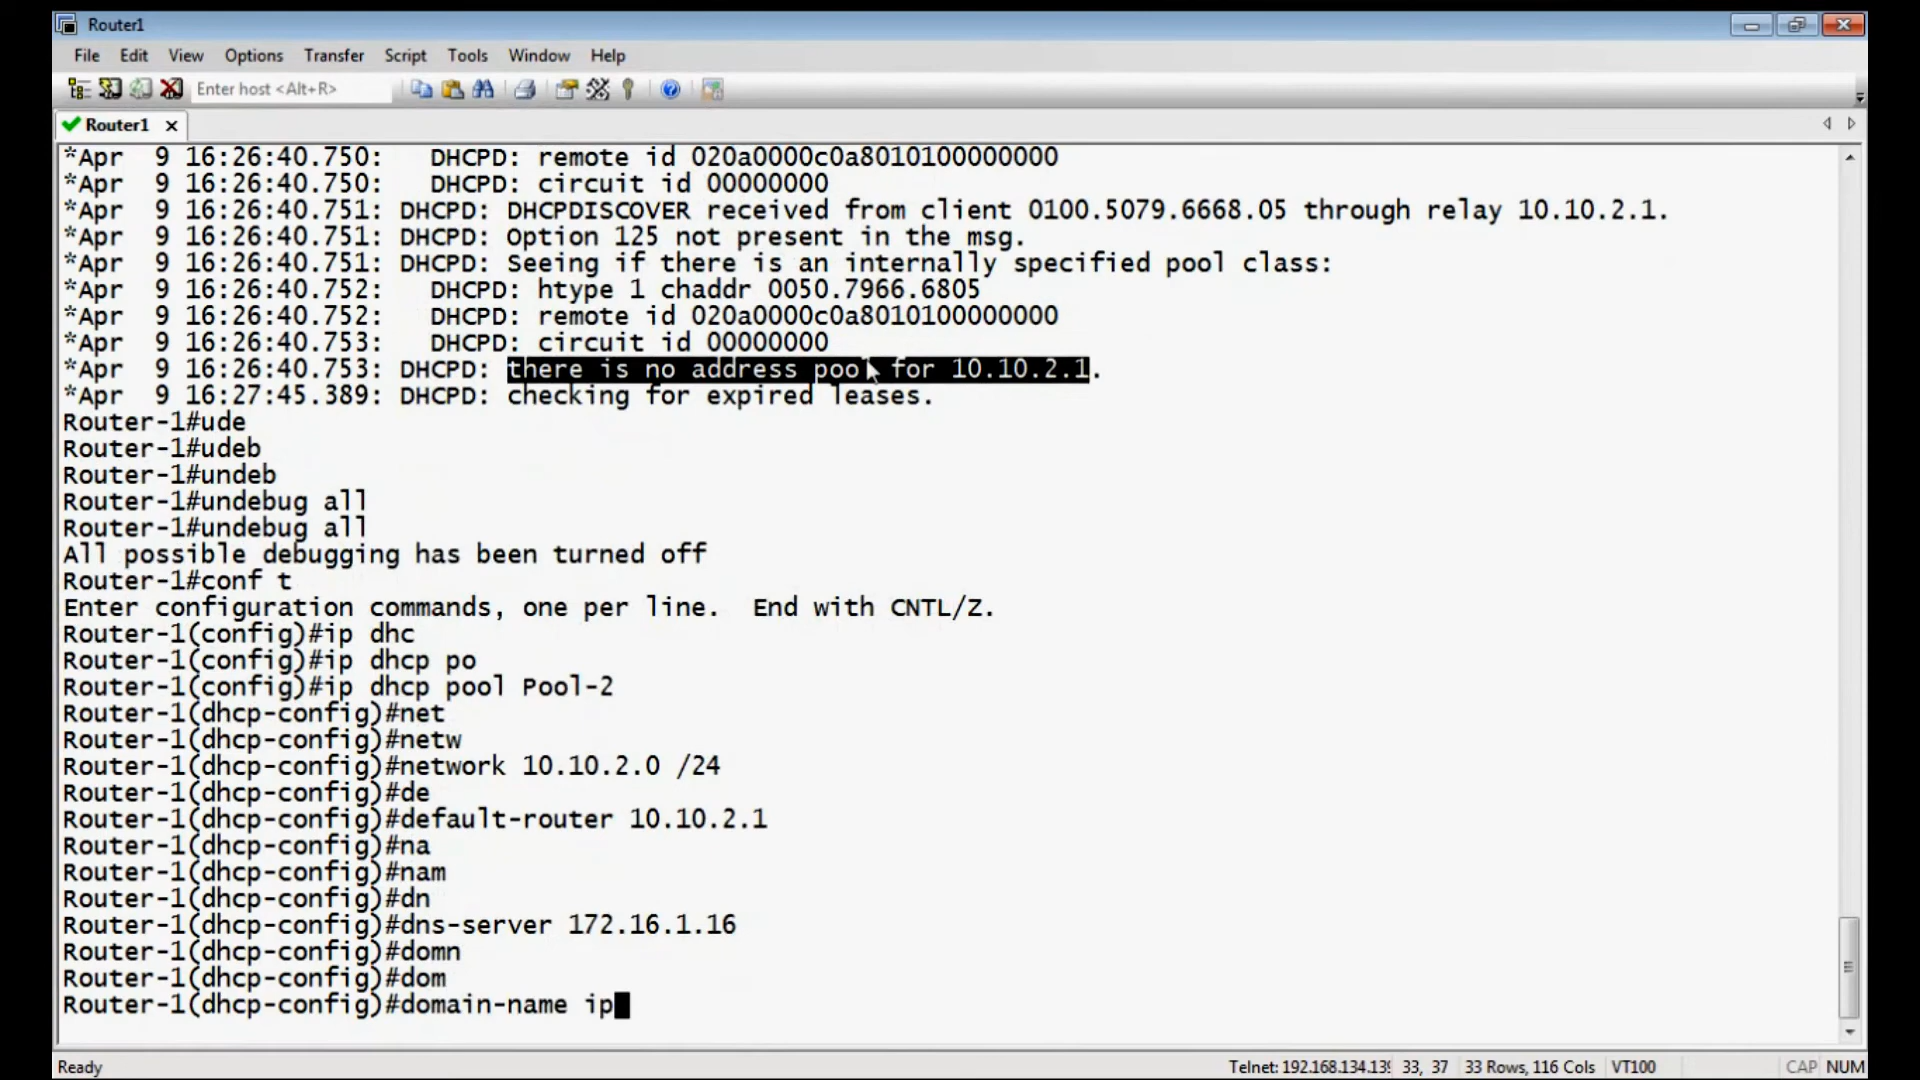 Router1
File Edit View Options Transfer Script Tools Window Help
Enter host <Alt+R>
Router1
*Apr  9 16:26:40.750:   DHCPD: remote id 020a0000c0a8010100000000
*Apr  9 16:26:40.750:   DHCPD: circuit id 00000000
*Apr  9 16:26:40.751: DHCPD: DHCPDISCOVER received from client 0100.5079.6668.05 through relay 10.10.2.1.
*Apr  9 16:26:40.751: DHCPD: Option 125 not present in the msg.
*Apr  9 16:26:40.751: DHCPD: Seeing if there is an internally specified pool class:
*Apr  9 16:26:40.752:   DHCPD: htype 1 chaddr 0050.7966.6805
*Apr  9 16:26:40.752:   DHCPD: remote id 020a0000c0a8010100000000
*Apr  9 16:26:40.753:   DHCPD: circuit id 00000000
*Apr  9 16:26:40.753: DHCPD: there is no address pool for 10.10.2.1.
*Apr  9 16:27:45.389: DHCPD: checking for expired leases.
Router-1#ude
Router-1#udeb
Router-1#undeb
Router-1#undebug all
Router-1#undebug all
All possible debugging has been turned off
Router-1#conf t
Enter configuration commands, one per line.  End with CNTL/Z.
Router-1(config)#ip dhc
Router-1(config)#ip dhcp po
Router-1(config)#ip dhcp pool Pool-2
Router-1(dhcp-config)#net
Router-1(dhcp-config)#netw
Router-1(dhcp-config)#network 10.10.2.0 /24
Router-1(dhcp-config)#de
Router-1(dhcp-config)#default-router 10.10.2.1
Router-1(dhcp-config)#na
Router-1(dhcp-config)#nam
Router-1(dhcp-config)#dn
Router-1(dhcp-config)#dns-server 172.16.1.16
Router-1(dhcp-config)#domn
Router-1(dhcp-config)#dom
Router-1(dhcp-config)#domain-name ip
Ready Telnet: 192.168.134.139 33, 37 33 Rows, 116 Cols VT100 CAP NUM